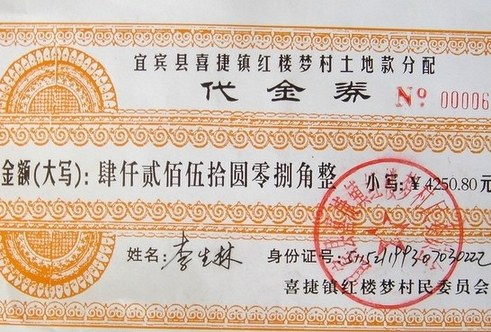 宜宾县喜捷镇红楼梦村土地款分配
代金券
Nº 00006
金额(大写): 肆仟贰佰伍拾圆零捌角整 小写: ¥ 4250.80元
姓名: 李生林 身份证号:
喜捷镇红楼梦村民委员会